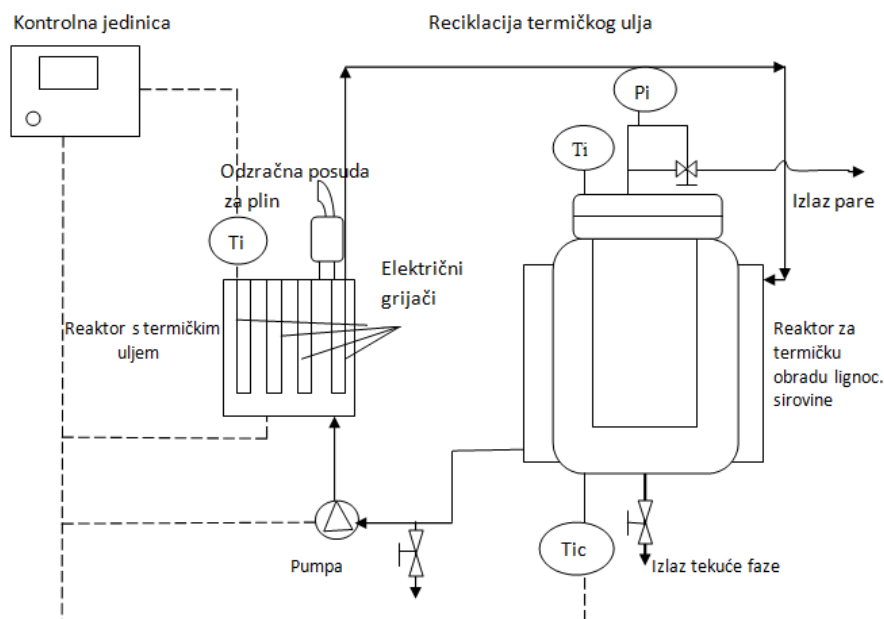 Kontrolna jedinica
Reciklacija termičkog ulja
Pi
Ti
Odzračna posuda
za plin
Izlaz pare
Ti
Električni
grijači
Reaktor s termičkim
uljem
Reaktor za
termičku
obradu lignoc.
sirovine
Tic
Pumpa
Izlaz tekuće faze